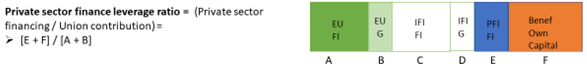 Private sector finance leverage ratio = (Private sector
financing / Union contribution)=
➢ [E + F] / [A + B]
EU
FI
EU
G
IFI
FI
IFI
G
PFI
FI
Benef
Own
Capital
A B C D E F